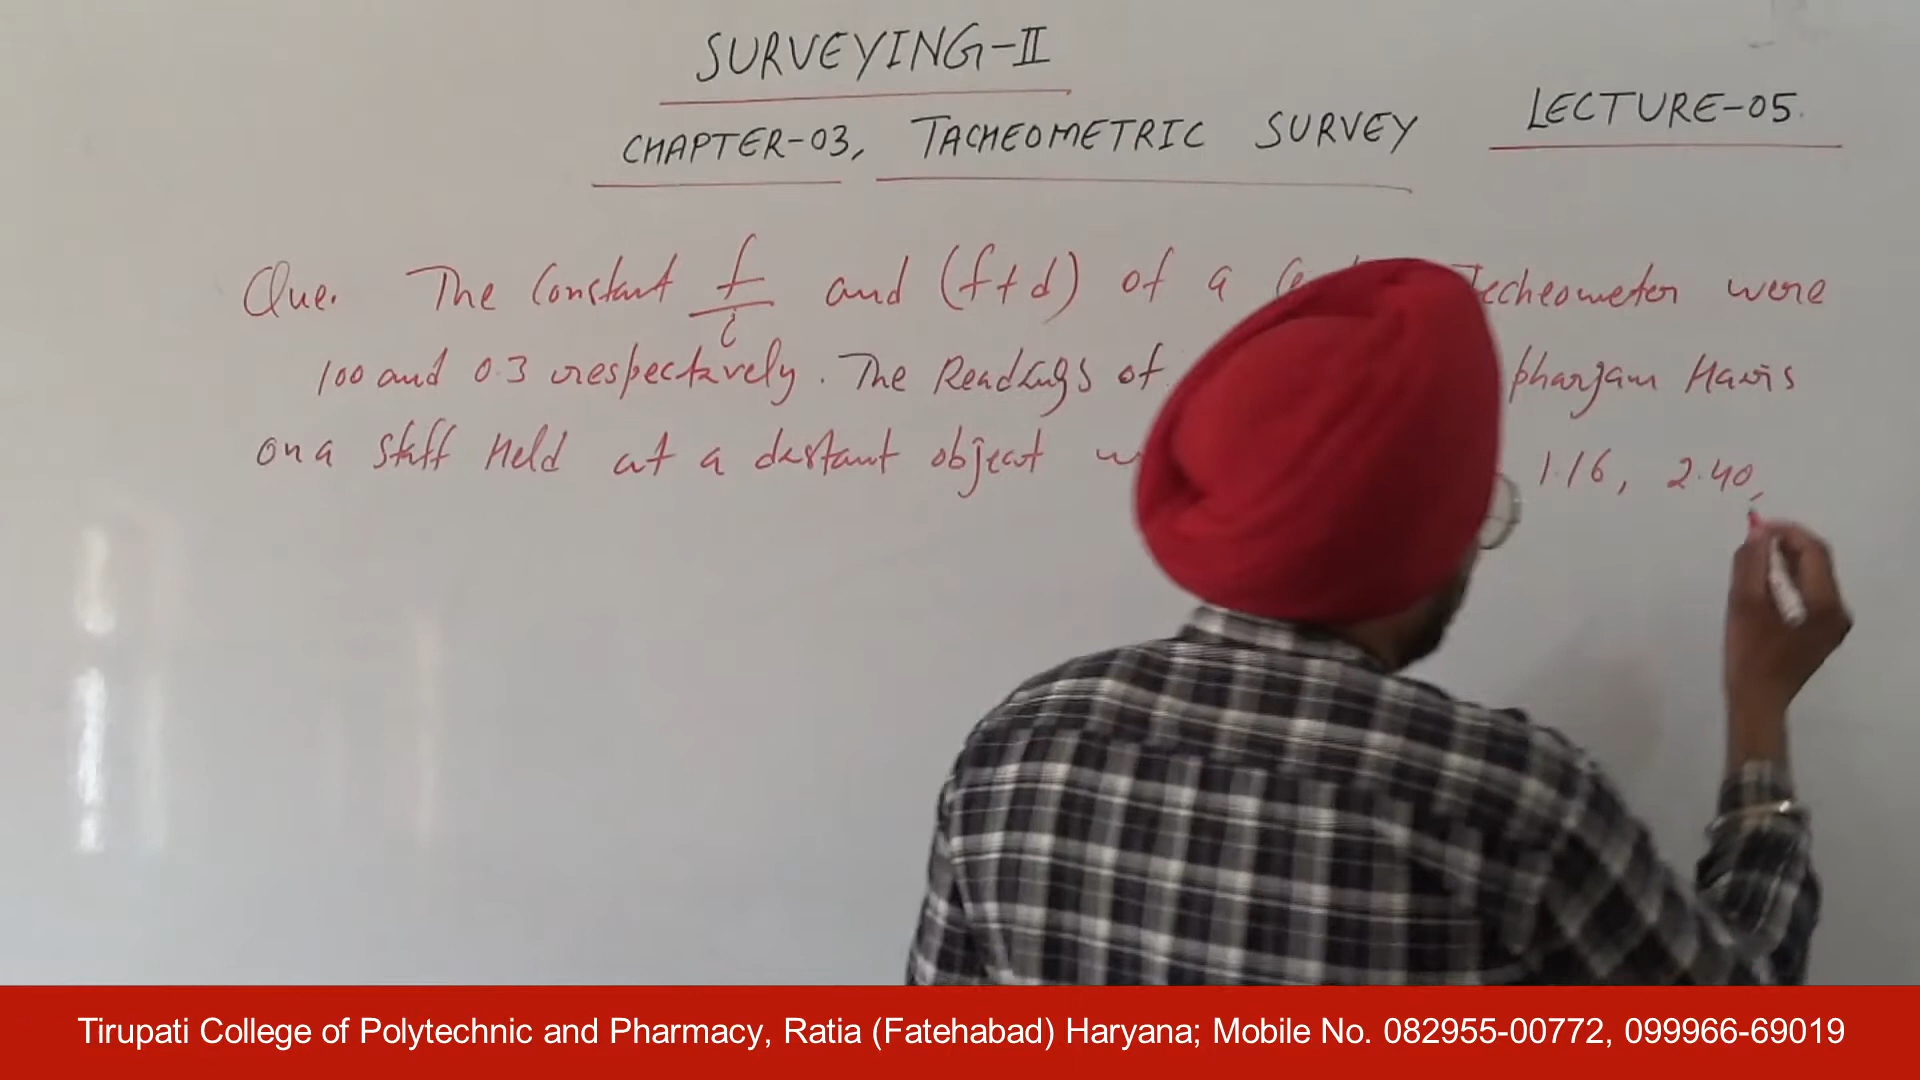 SURVEYING-II
CHAPTER-03, TACHEOMETRIC SURVEY LECTURE-05.
Que. The Constant f/i and (f+d) of a Techeometer were
100 and 0.3 respectively. The Readings of phargam Hairs
on a staff Held at a distant object 1.16, 2.40,
Tirupati College of Polytechnic and Pharmacy, Ratia (Fatehabad) Haryana; Mobile No. 082955-00772, 099966-69019